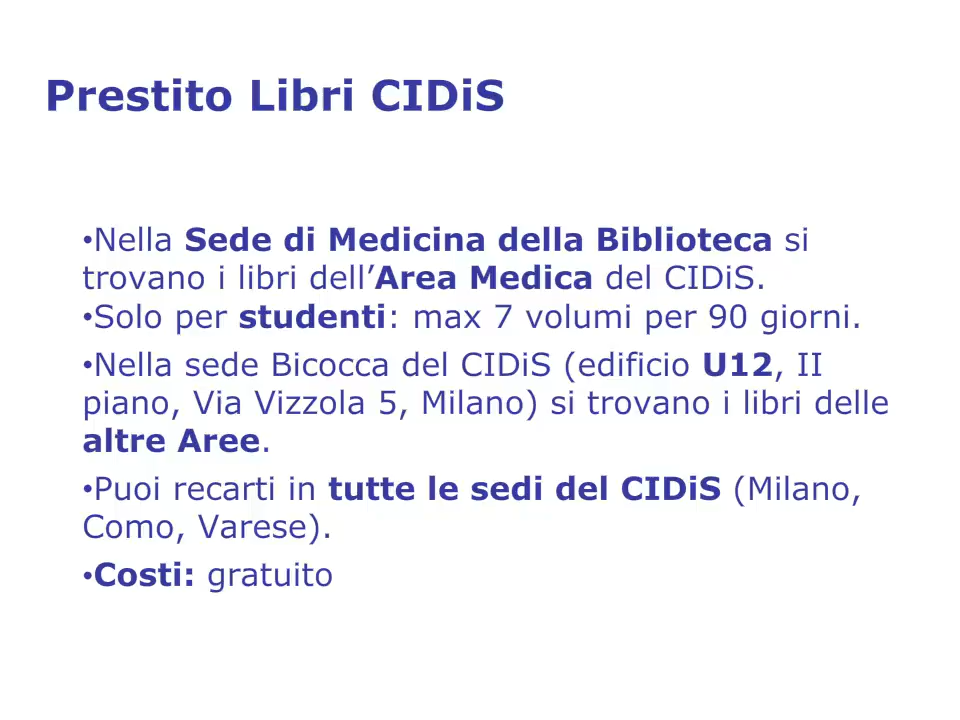 Prestito Libri CIDiS
•Nella Sede di Medicina della Biblioteca si
trovano i libri dell’Area Medica del CIDiS.
•Solo per studenti: max 7 volumi per 90 giorni.
•Nella sede Bicocca del CIDiS (edificio U12, II
piano, Via Vizzola 5, Milano) si trovano i libri delle
altre Aree.
•Puoi recarti in tutte le sedi del CIDiS (Milano,
Como, Varese).
•Costi: gratuito